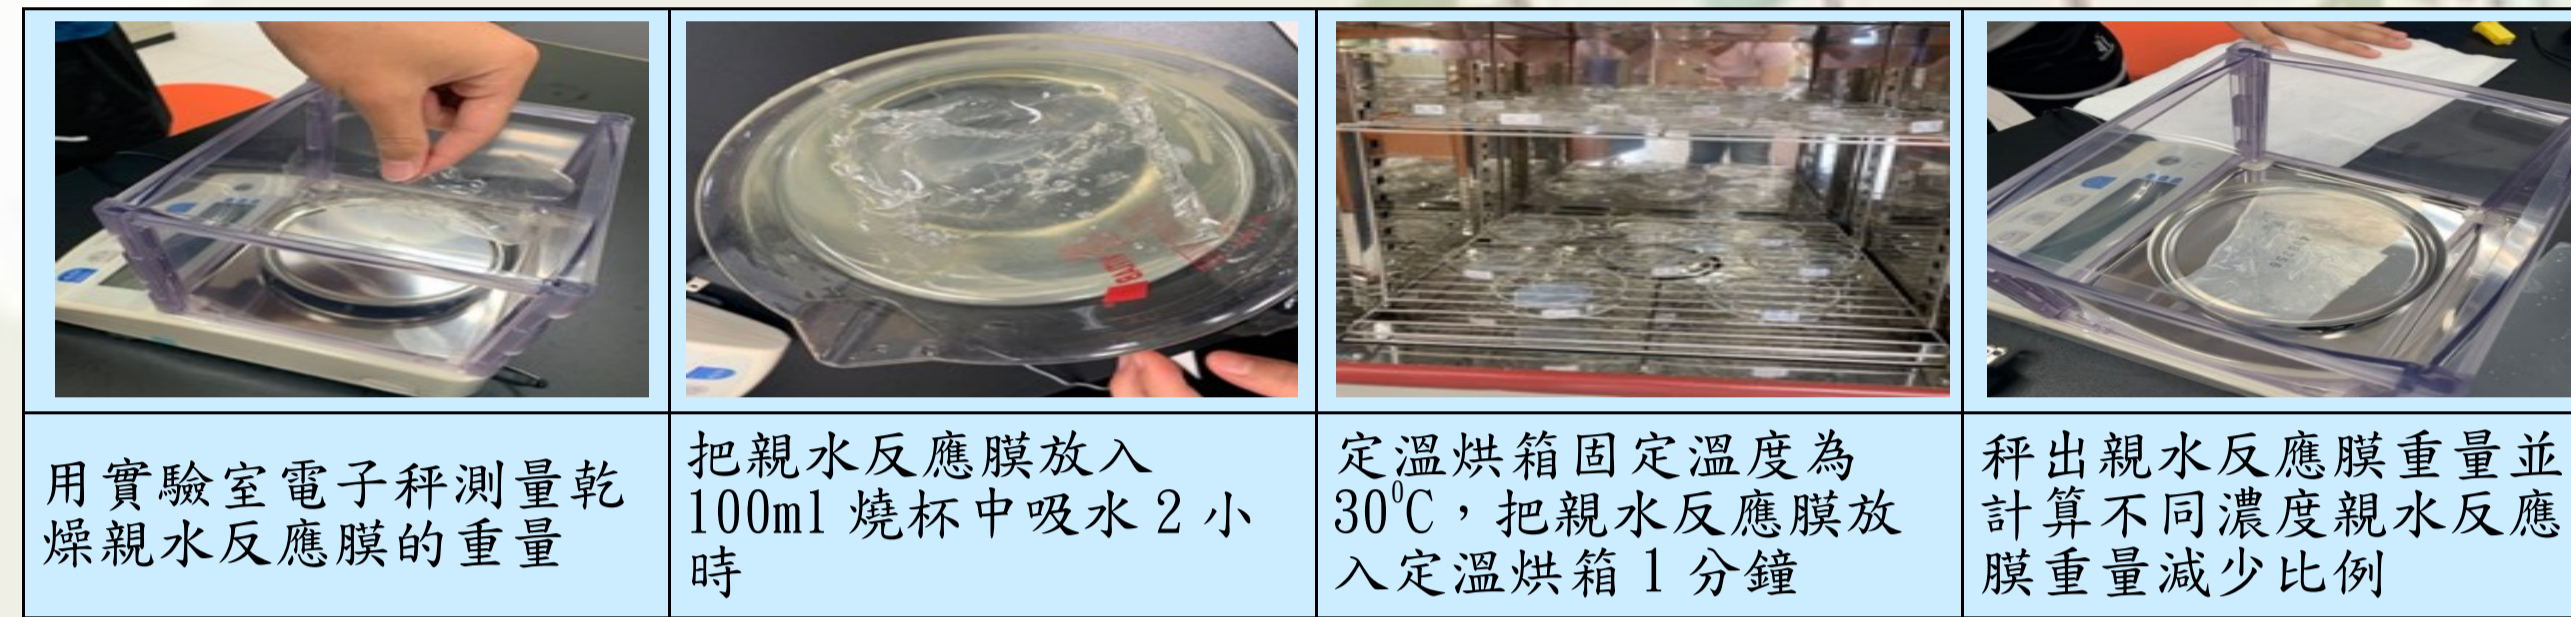 用實驗室電子秤測量乾
燥親水反應膜的重量
把親水反應膜放入
100ml 燒杯中吸水 2 小
時
定溫烘箱固定溫度為
30⁰C，把親水反應膜放
入定溫烘箱 1 分鐘
秤出親水反應膜重量並
計算不同濃度親水反應
膜重量減少比例